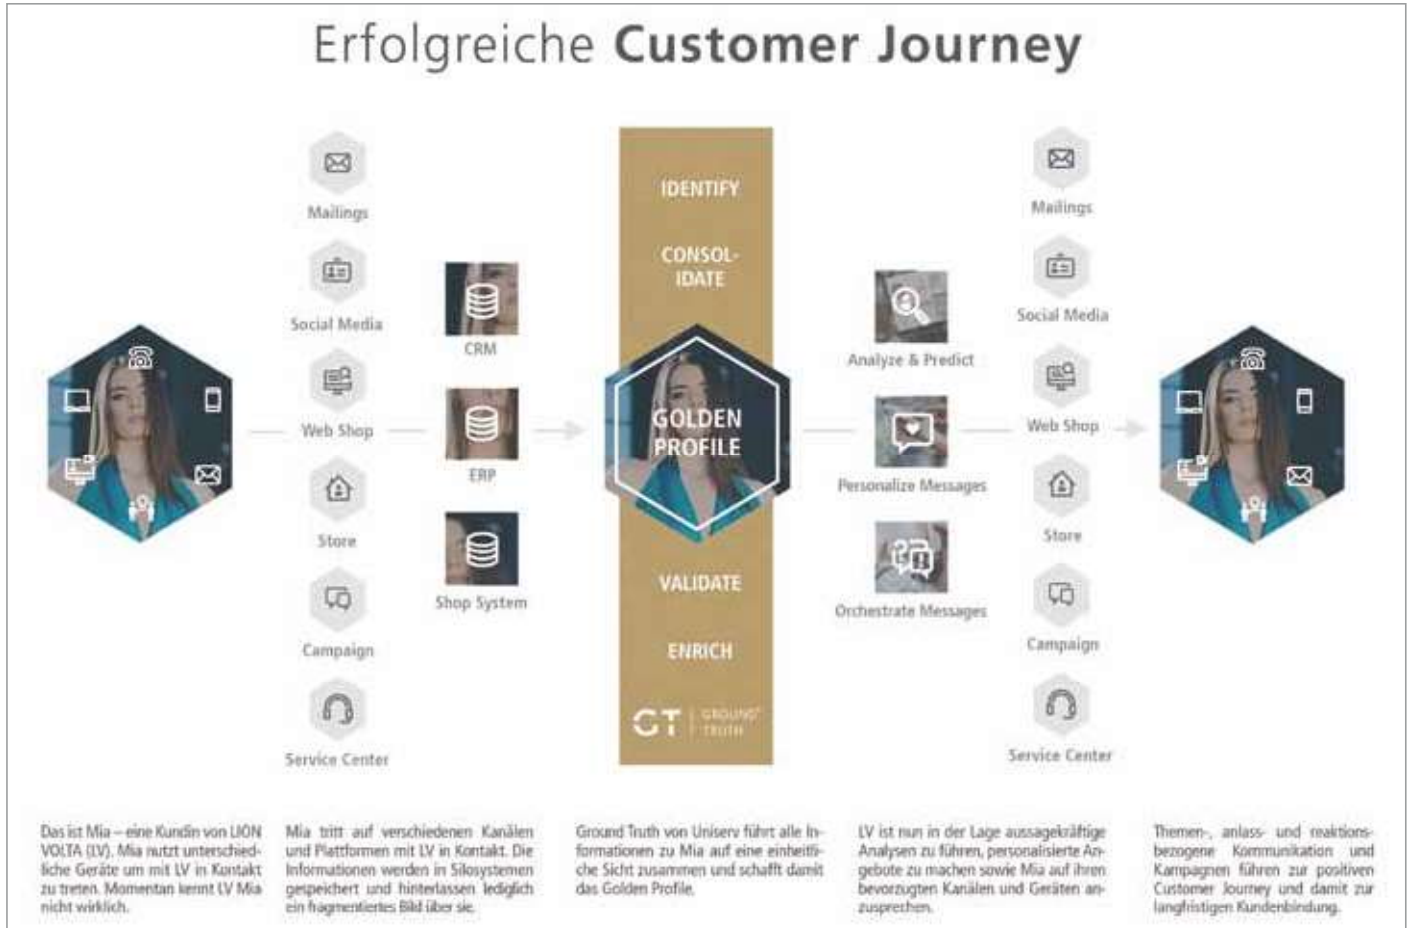 Erfolgreiche Customer Journey
Mailings
Social Media
Web Shop
Store
Campaign
Service Center
CRM
ERP
Shop System
IDENTIFY
CONSOL-
IDATE
GOLDEN
PROFILE
VALIDATE
ENRICH
GT
GROUND
TRUTH
Analyze & Predict
Personalize Messages
Orchestrate Messages
Mailings
Social Media
Web Shop
Store
Campaign
Service Center
Das ist Mia – eine Kundin von LION
VOLTA (LV). Mia nutzt unterschied-
liche Geräte um mit LV in Kontakt
zu treten. Momentan kennt LV Mia
nicht wirklich.
Mia tritt auf verschiedenen Kanälen
und Plattformen mit LV in Kontakt. Die
Informationen werden in Silosystemen
gespeichert und hinterlassen lediglich
ein fragmentiertes Bild über sie.
Ground Truth von Uniserv führt alle In-
formationen zu Mia auf eine einheitli-
che Sicht zusammen und schafft damit
das Golden Profile.
LV ist nun in der Lage aussagekräftige
Analysen zu führen, personalisierte An-
gebote zu machen sowie Mia auf ihren
bevorzugten Kanälen und Geräten an-
zusprechen.
Themen-, anlass- und reaktions-
bezogene Kommunikation und
Kampagnen führen zur positiven
Customer Journey und damit zur
langfristigen Kundenbindung.